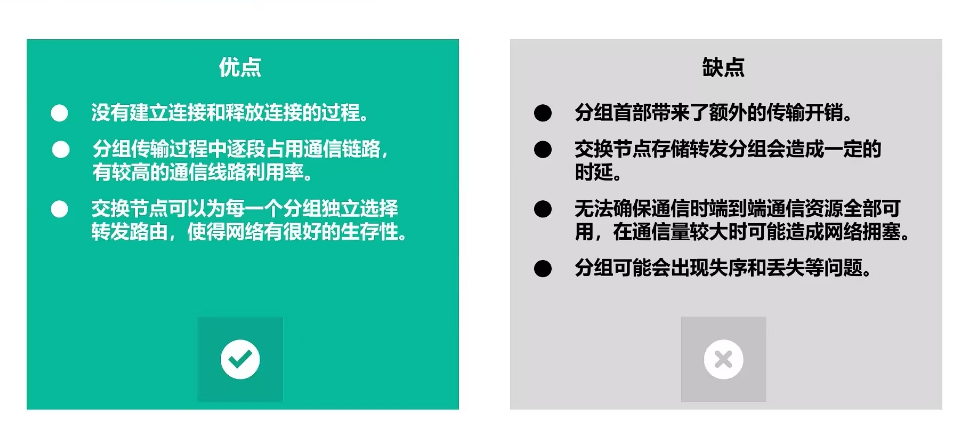 优点
没有建立连接和释放连接的过程。
分组传输过程中逐段占用通信链路，
有较高的通信线路利用率。
交换节点可以为每一个分组独立选择
转发路由，使得网络有很好的生存性。
缺点
分组首部带来了额外的传输开销。
交换节点存储转发分组会造成一定的
时延。
无法确保通信时端到端通信资源全部可
用，在通信量较大时可能造成网络拥塞。
分组可能会出现失序和丢失等问题。